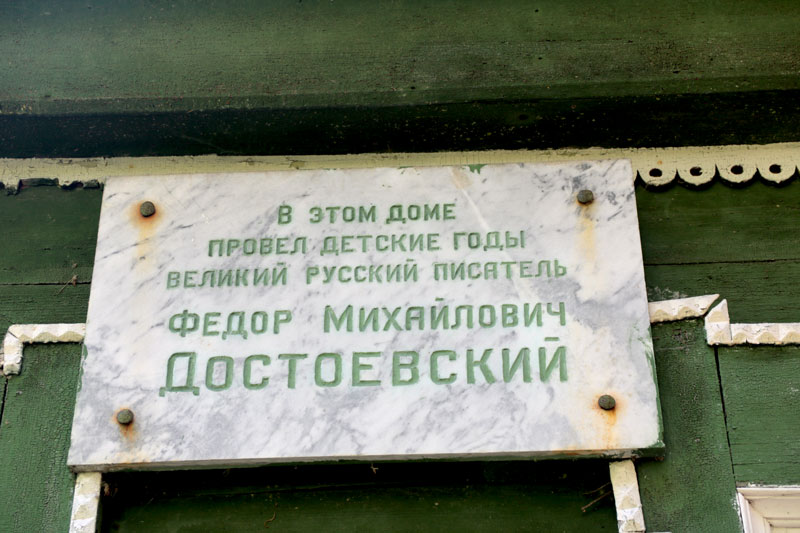 В ЭТОМ ДОМЕ
ПРОВЕЛ ДЕТСКИЕ ГОДЫ
ВЕЛИКИЙ РУССКИЙ ПИСАТЕЛЬ
ФЕДОР МИХАЙЛОВИЧ
ДОСТОЕВСКИЙ